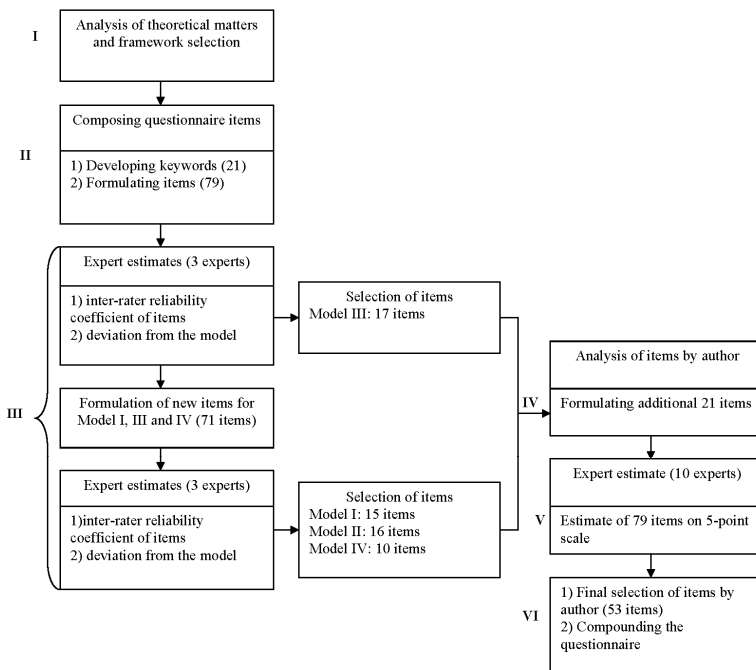 I
Analysis of theoretical matters
and framework selection
II
Composing questionnaire items
1) Developing keywords (21)
2) Formulating items (79)
III
Expert estimates (3 experts)
1) inter-rater reliability
coefficient of items
2) deviation from the model
Selection of items
Model III: 17 items
Formulation of new items for
Model I, III and IV (71 items)
Expert estimates (3 experts)
1)inter-rater reliability
coefficient of items
2) deviation from the model
Selection of items
Model I: 15 items
Model II: 16 items
Model IV: 10 items
IV
Analysis of items by author
Formulating additional 21 items
V
Expert estimate (10 experts)
Estimate of 79 items on 5-point
scale
VI
1) Final selection of items by
author (53 items)
2) Compounding the
questionnaire